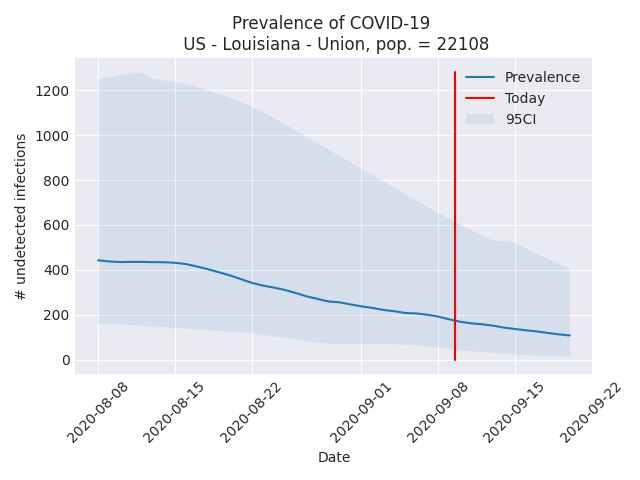 Prevalence of COVID-19
US - Louisiana - Union, pop. = 22108
Prevalence
Today
95CI
1200
1000
800
600
400
200
0
# undetected infections
2020-08-08
2020-08-15
2020-08-22
2020-09-01
2020-09-08
2020-09-15
2020-09-22
Date